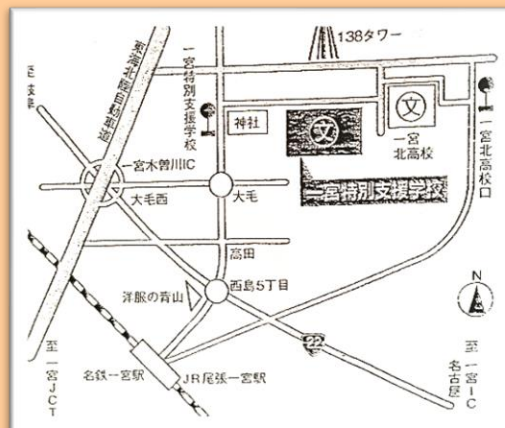 138タワー
東海北陸自動車道
至岐阜
一宮特別支援学校
神社
文
文
一宮
北高校
一宮北高校口
一宮特別支援学校
一宮木曽川IC
大毛西
大毛
高田
西島5丁目
洋服の青山
N
22
名鉄一宮駅
JR尾張一宮駅
至一宮JCT
至一宮IC
名古屋